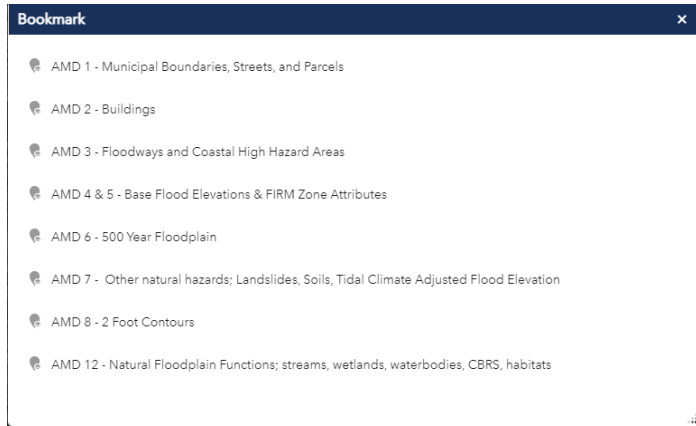 Bookmark
AMD 1 - Municipal Boundaries, Streets, and Parcels
AMD 2 - Buildings
AMD 3 - Floodways and Coastal High Hazard Areas
AMD 4 & 5 - Base Flood Elevations & FIRM Zone Attributes
AMD 6 - 500 Year Floodplain
AMD 7 -  Other natural hazards; Landslides, Soils, Tidal Climate Adjusted Flood Elevation
AMD 8 - 2 Foot Contours
AMD 12 - Natural Floodplain Functions; streams, wetlands, waterbodies, CBRS, habitats